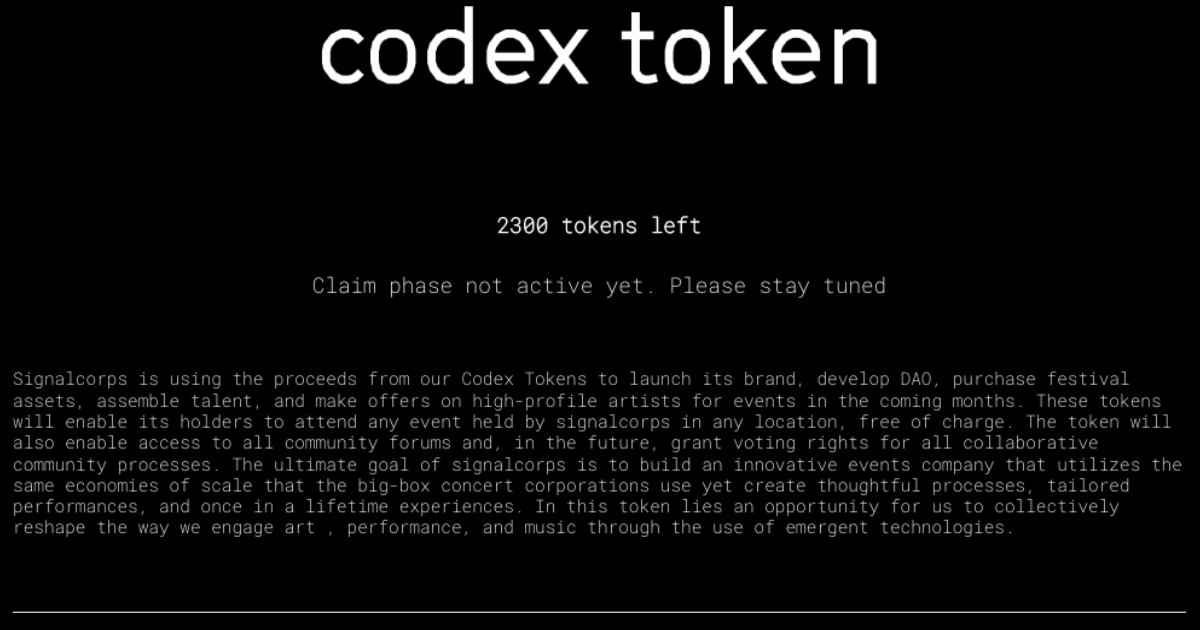 codex token
2300 tokens left
Claim phase not active yet. Please stay tuned
Signalcorps is using the proceeds from our Codex Tokens to launch its brand, develop DAO, purchase festival
assets, assemble talent, and make offers on high-profile artists for events in the coming months. These tokens
will enable its holders to attend any event held by signalcorps in any location, free of charge. The token will
also enable access to all community forums and, in the future, grant voting rights for all collaborative
community processes. The ultimate goal of signalcorps is to build an innovative events company that utilizes the
same economies of scale that the big-box concert corporations use yet create thoughtful processes, tailored
performances, and once in a lifetime experiences. In this token lies an opportunity for us to collectively
reshape the way we engage art , performance, and music through the use of emergent technologies.